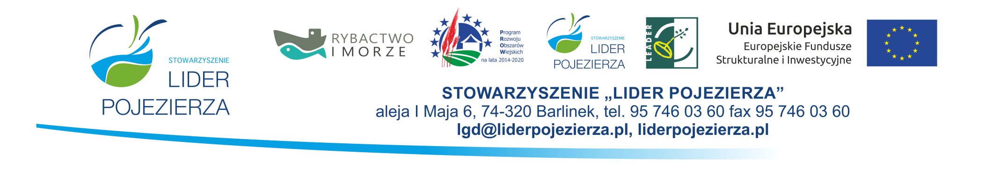 STOWARZYSZENIE
LIDER
POJEZIERZA
RYBACTWO
I MORZE
Program
Rozwoju
Obszarów
Wiejskich
na lata 2014-2020
STOWARZYSZENIE
LIDER
POJEZIERZA
LEADER
Unia Europejska
Europejskie Fundusze
Strukturalne i Inwestycyjne
STOWARZYSZENIE „LIDER POJEZIERZA”
aleja I Maja 6, 74-320 Barlinek, tel. 95 746 03 60 fax 95 746 03 60
lgd@liderpojezierza.pl, liderpojezierza.pl